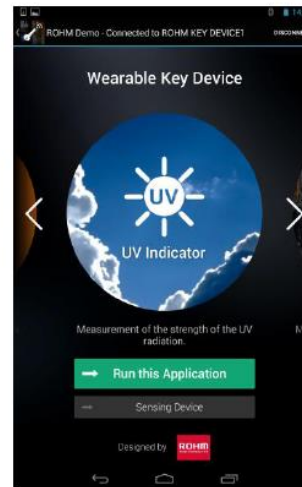 ROHM Demo - Connected to ROHM KEY DEVICE1
Wearable Key Device
UV
UV Indicator
Measurement of the strength of the UV
radiation.
Run this Application
Sensing Device
Designed by ROHM